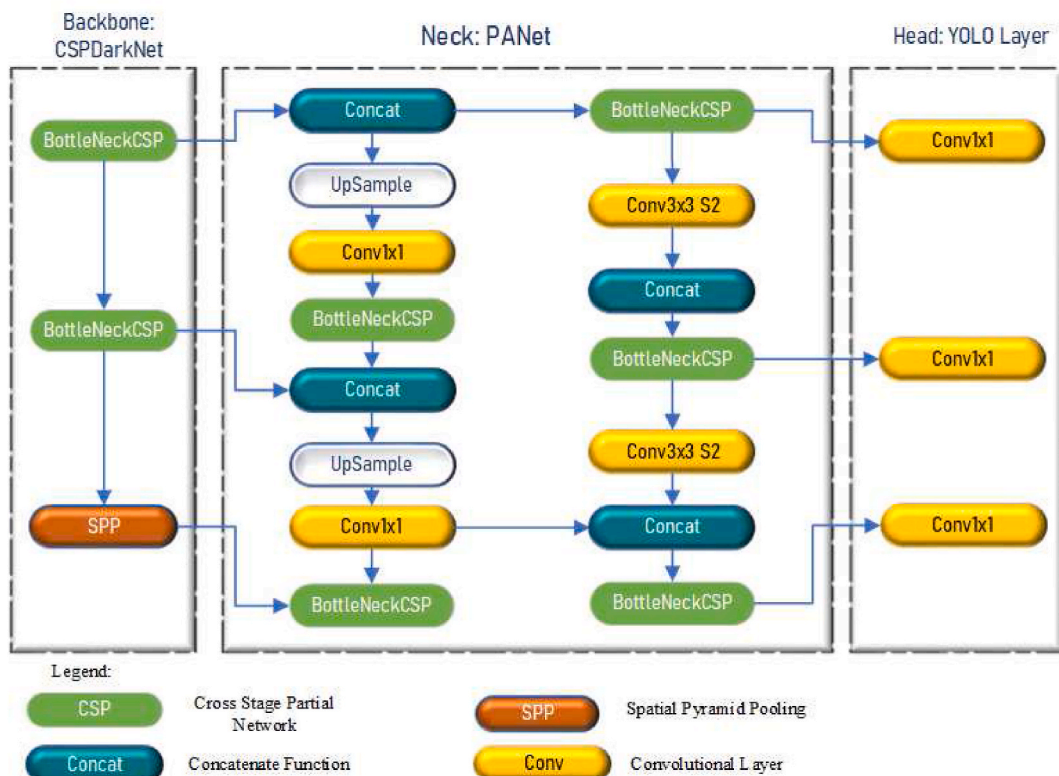 Backbone:
CSPDarkNet
Neck: PANet
Head: YOLO Layer
BottleNeckCSP
BottleNeckCSP
SPP
Concat
UpSample
Conv1x1
BottleNeckCSP
Concat
UpSample
Conv1x1
BottleNeckCSP
BottleNeckCSP
Conv3x3 S2
Concat
BottleNeckCSP
Conv3x3 S2
Concat
BottleNeckCSP
Conv1x1
Conv1x1
Conv1x1
Legend:
CSP
Cross Stage Partial
Network
SPP
Spatial Pyramid Pooling
Concat
Concatenate Function
Conv
Convolutional Layer